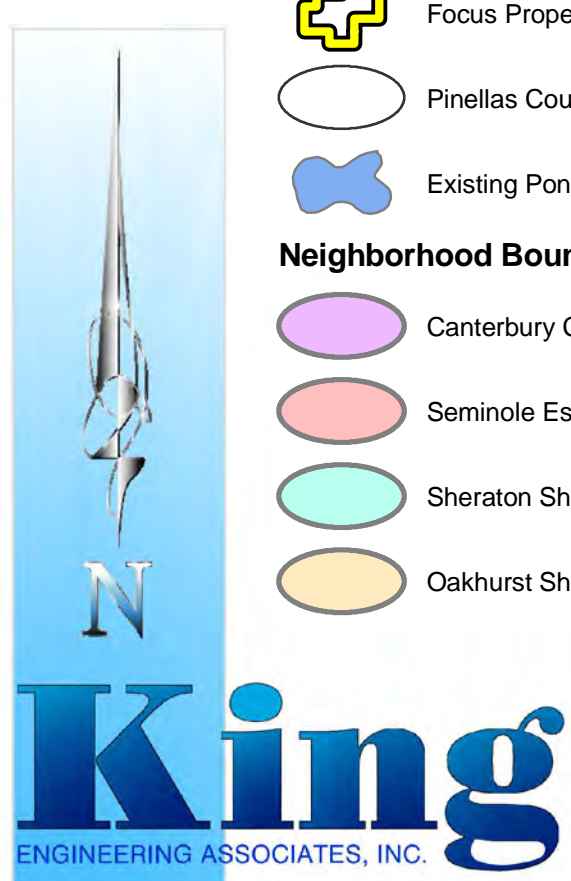 Focus Prope
Pinellas Cou
Existing Pon
Neighborhood Boun
Canterbury C
Seminole Es
Sheraton Sh
Oakhurst Sh
N
King
ENGINEERING ASSOCIATES, INC.